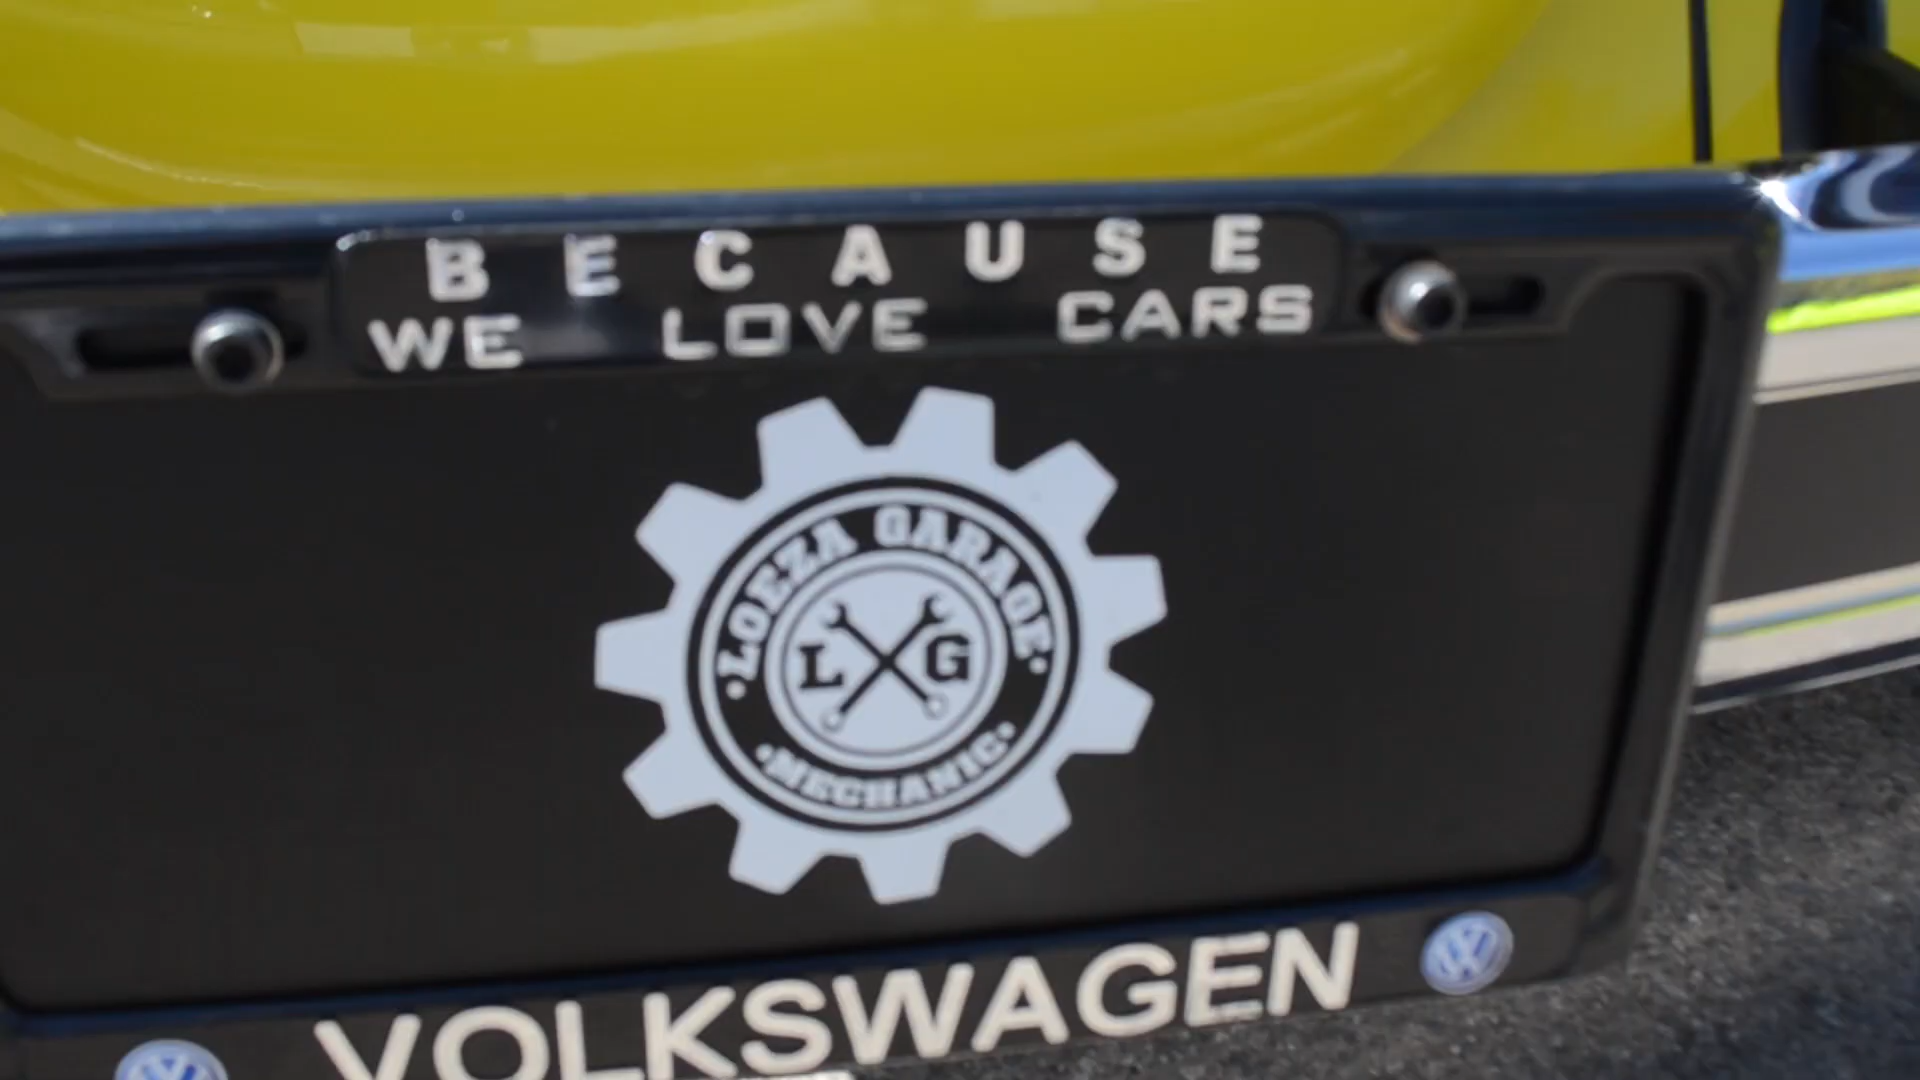 BECAUSE
WE LOVE CARS
LOEZA GARAGE
L G
MECHANIC
VOLKSWAGEN